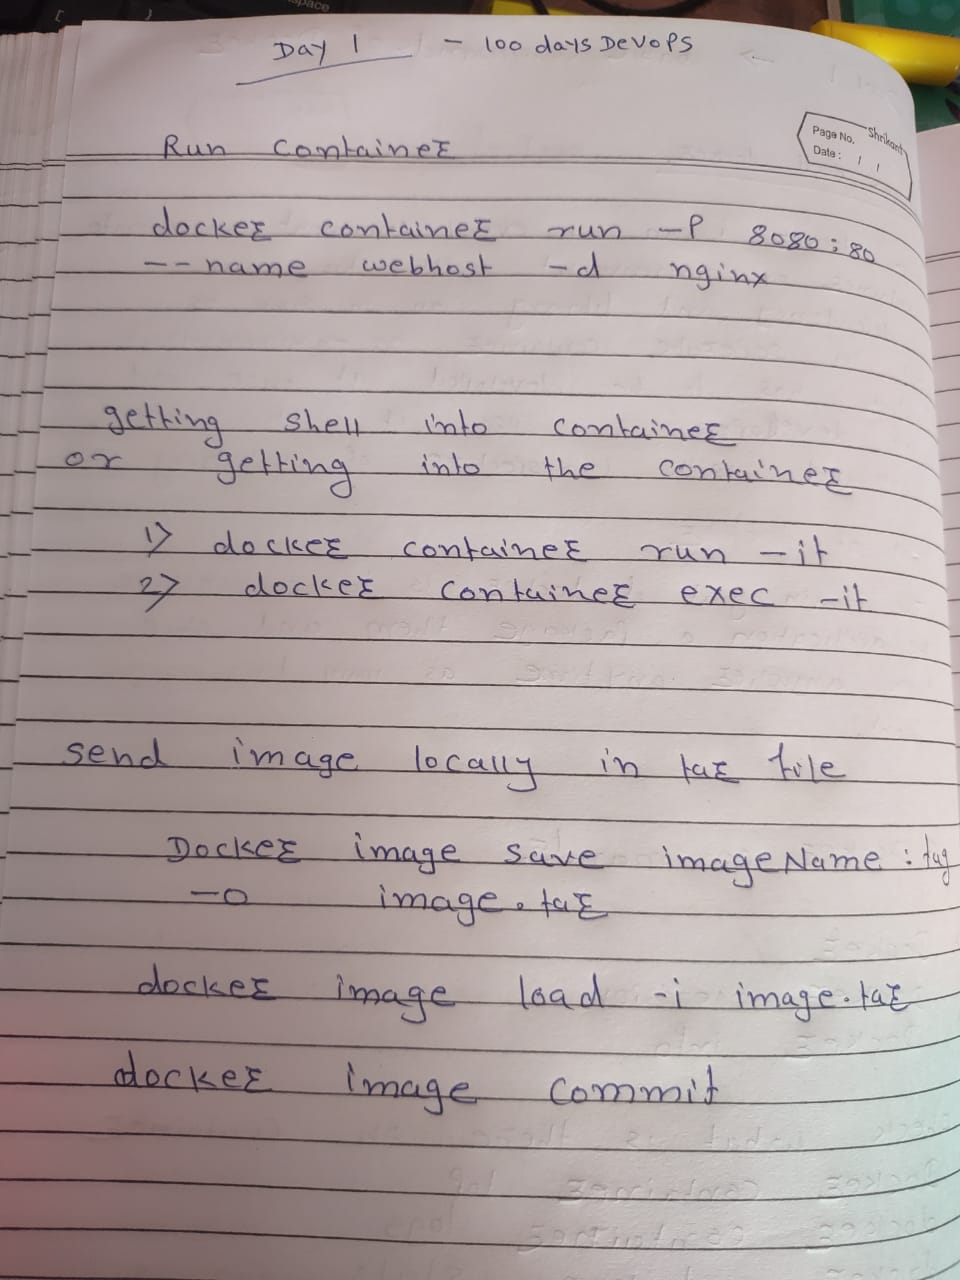 Day 1 - 100 days DevOps
Page No.
Shrikant
Date: / /
Run container
docker container run -P 8080:80
--name webhost -d nginx
getting shell into container
or getting into the container
1> docker container run -it
2> docker container exec -it
send image locally in tar file
Docker image save imageName:tag
-o image.tar
docker image load -i image.tar
docker image commit